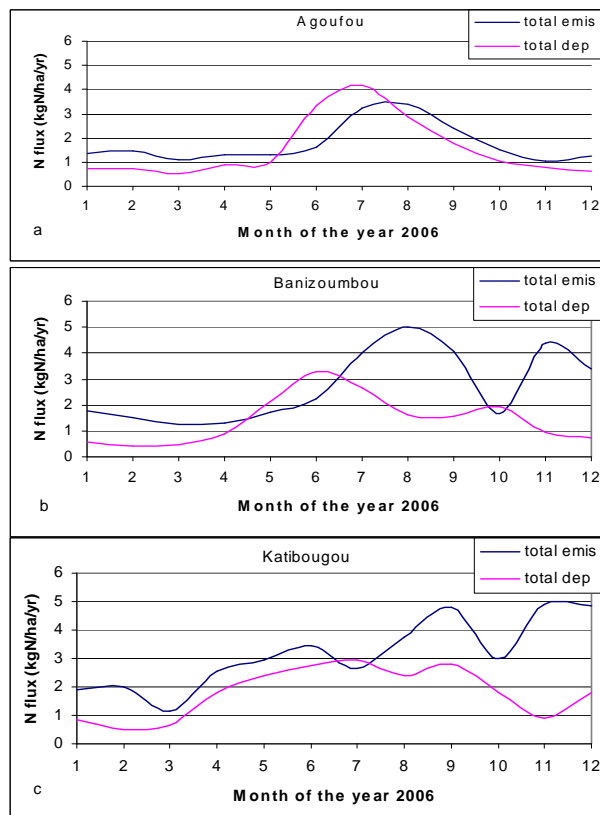 Agoufou
total emis
total dep
N flux (kgN/ha/yr)
6
5
4
3
2
1
0
1 2 3 4 5 6 7 8 9 10 11 12
Month of the year 2006
a
Banizoumbou
total emis
total dep
N flux (kgN/ha/yr)
6
5
4
3
2
1
0
1 2 3 4 5 6 7 8 9 10 11 12
Month of the year 2006
b
Katibougou
total emis
total dep
N flux (kgN/ha/yr)
6
5
4
3
2
1
0
1 2 3 4 5 6 7 8 9 10 11 12
Month of the year 2006
c